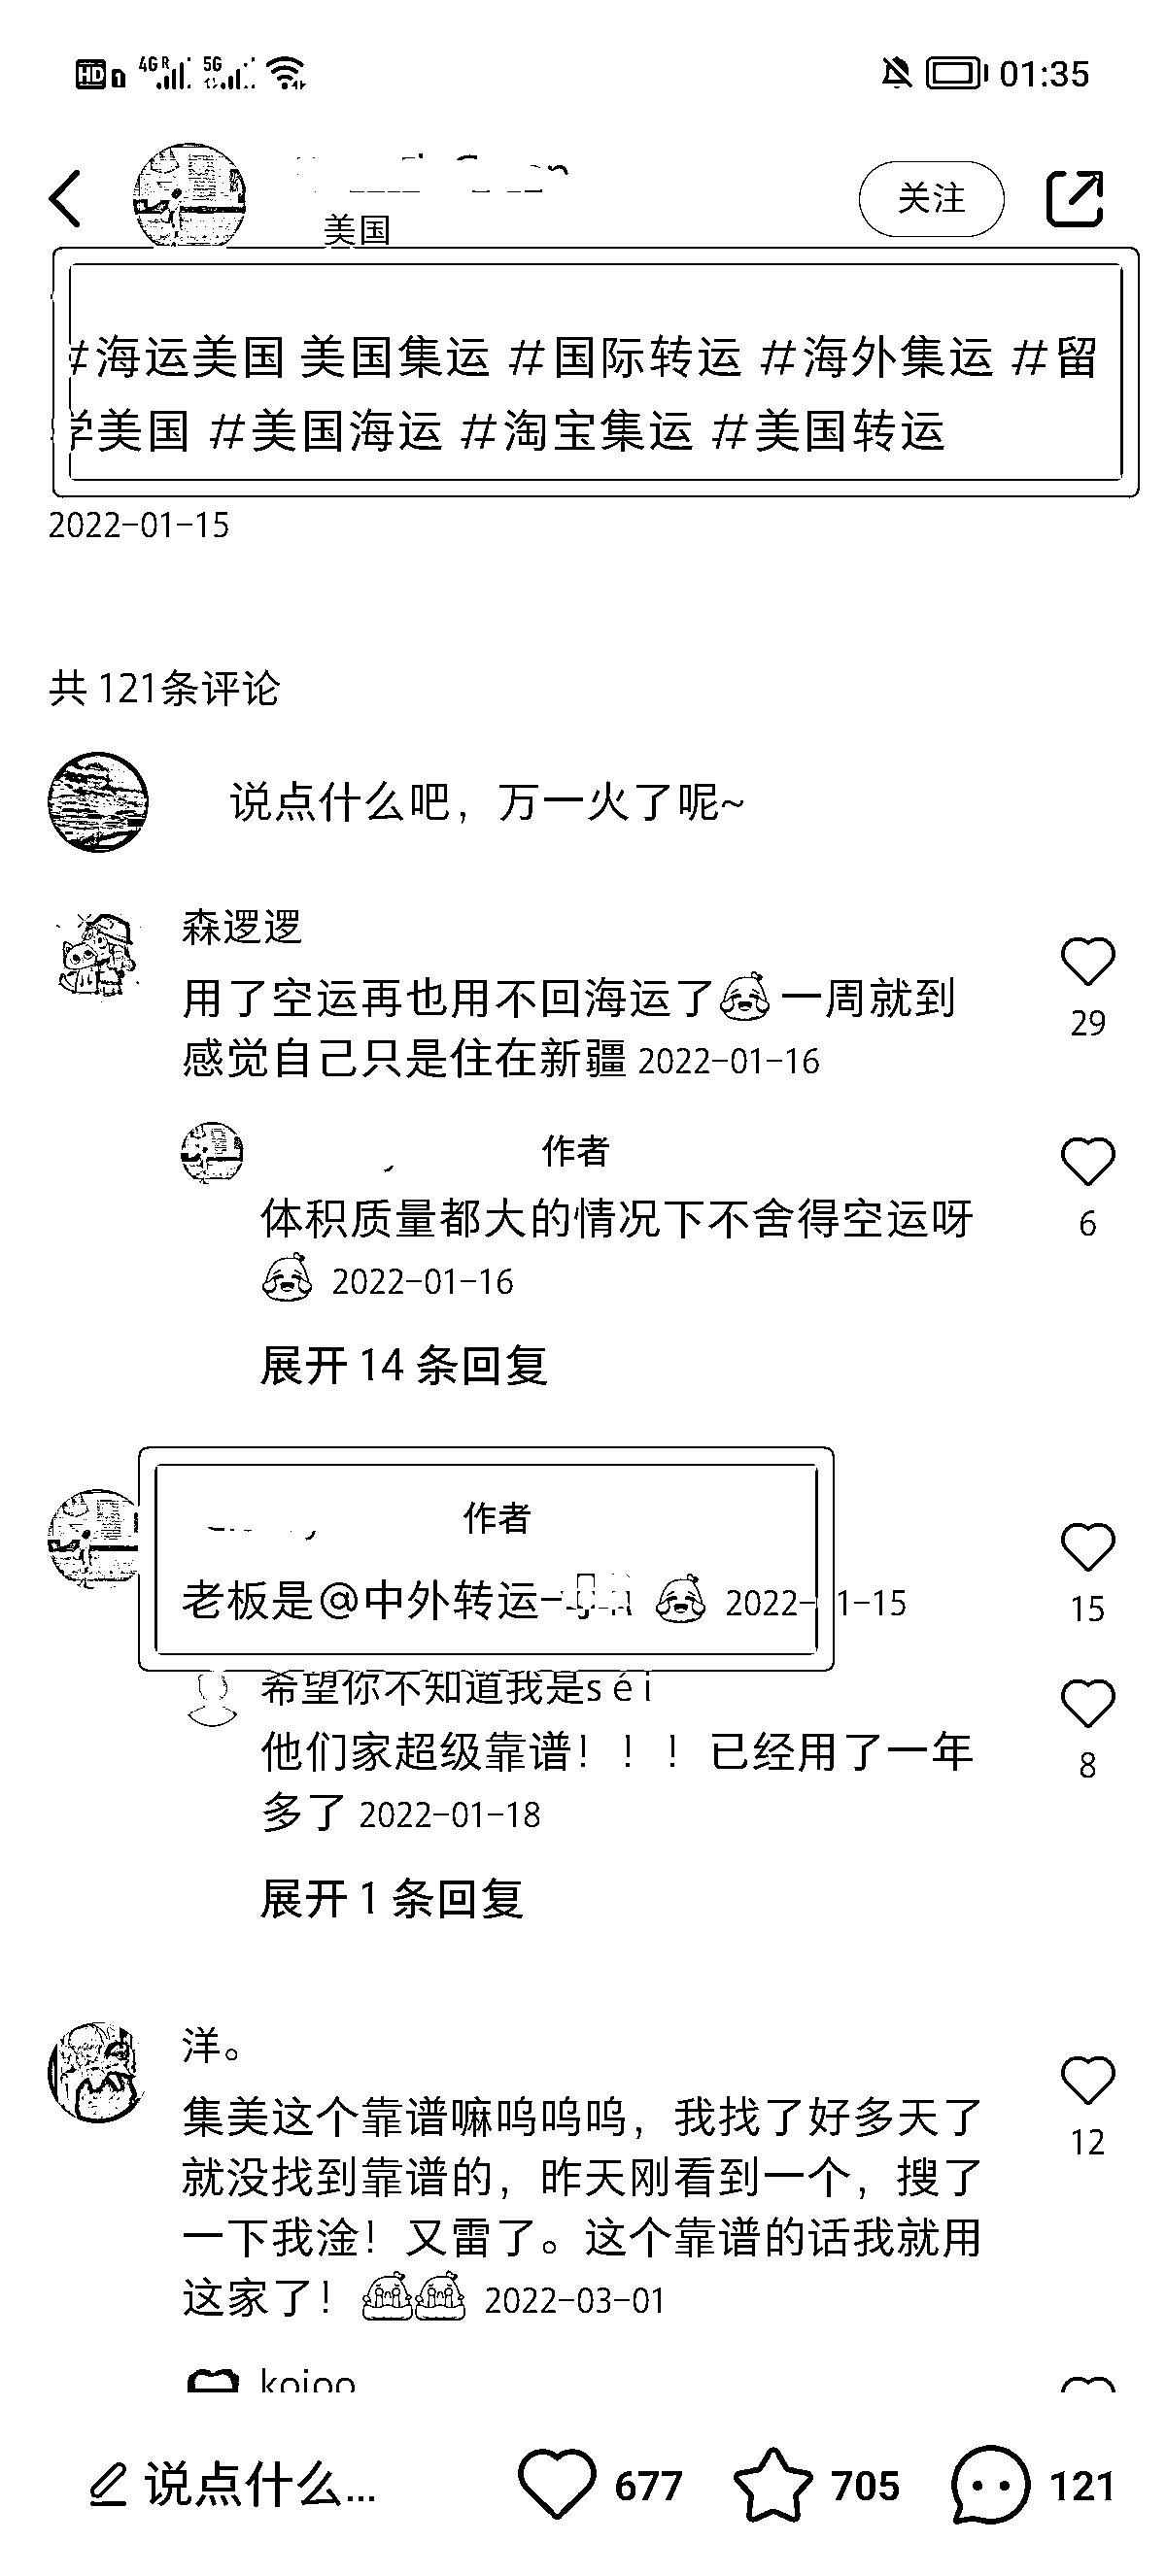 HD 1 4G R 5G 01:35
美国 关注
#海运美国 美国集运 #国际转运 #海外集运 #留
学美国 #美国海运 #淘宝集运 #美国转运
2022-01-15
共 121条评论
说点什么吧，万一火了呢~
森逻逻
用了空运再也用不回海运了 一周就到
29
感觉自己只是住在新疆 2022-01-16
作者
体积质量都大的情况下不舍得空运呀
6
2022-01-16
展开 14 条回复
作者
老板是@中外转运- 2022- 1-15
15
希望你不知道我是s é i
他们家超级靠谱！！！已经用了一年
8
多了 2022-01-18
展开 1 条回复
洋。
集美这个靠谱嘛呜呜呜，我找了好多天了
12
就没找到靠谱的，昨天刚看到一个，搜了
一下我淦！又雷了。这个靠谱的话我就用
这家了！ 2022-03-01
说点什么... 677 705 121